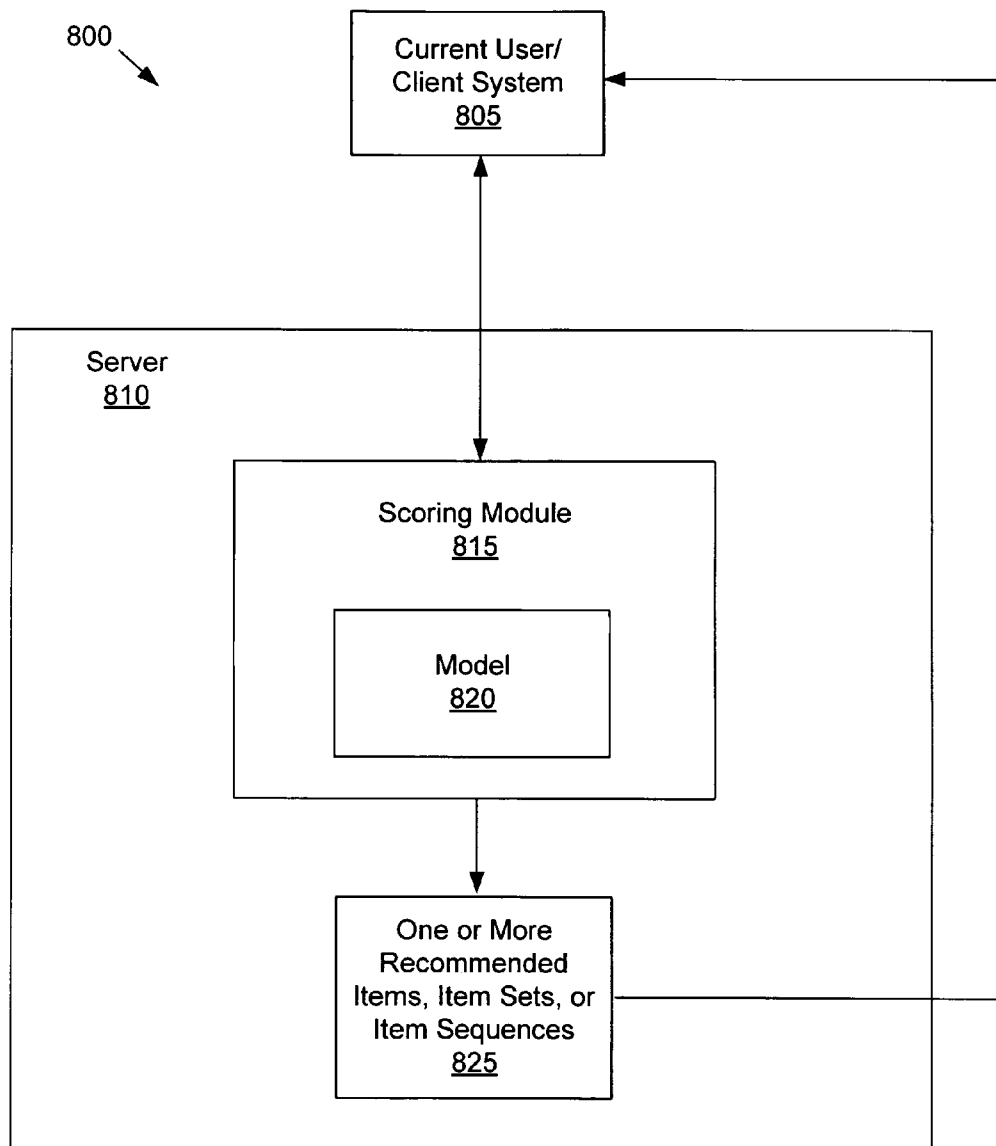 800
Current User/
Client System
805
Server
810
Scoring Module
815
Model
820
One or More
Recommended
Items, Item Sets, or
Item Sequences
825